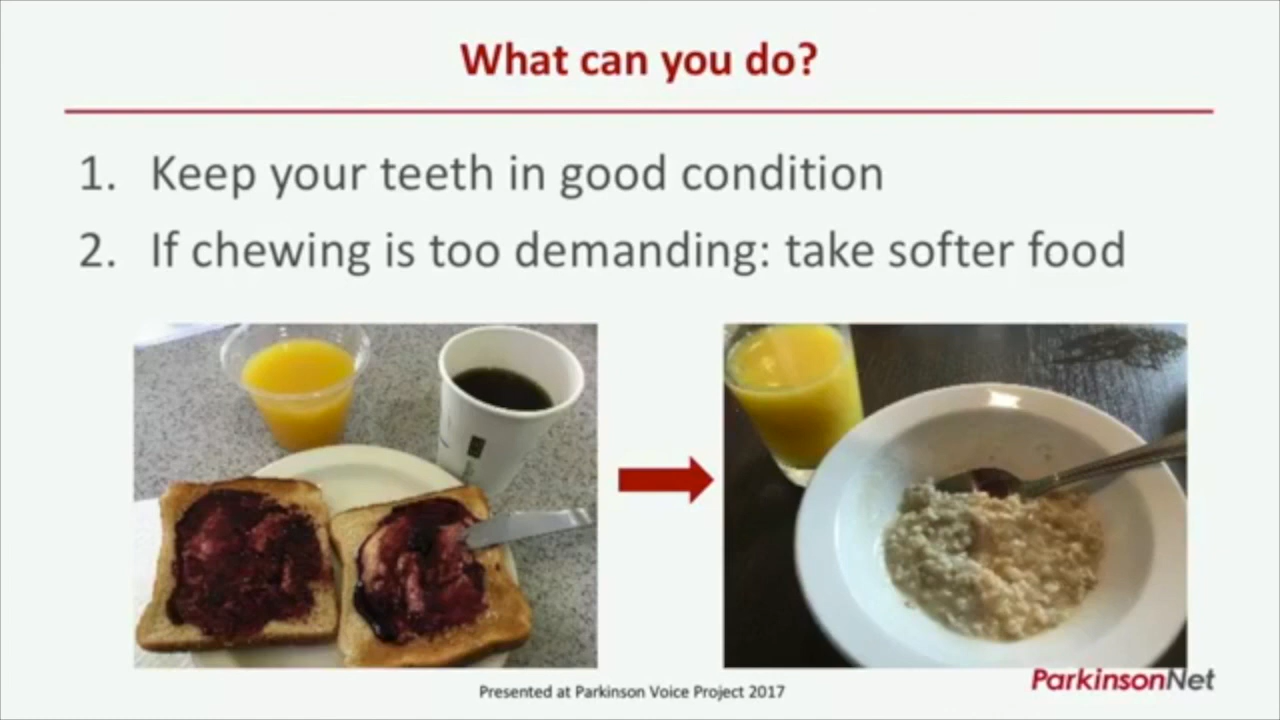 What can you do?
1. Keep your teeth in good condition
2. If chewing is too demanding: take softer food
Presented at Parkinson Voice Project 2017
ParkinsonNet